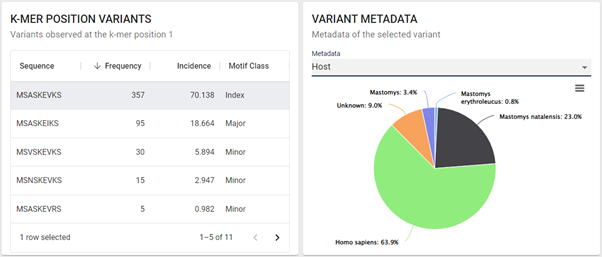 K-MER POSITION VARIANTS
Variants observed at the k-mer position 1
Sequence Frequency Incidence Motif Class
MSASKEVKS 357 70.138 Index
MSASKEIKS 95 18.664 Major
MSVSKEVKS 30 5.894 Minor
MSNSKEVKS 15 2.947 Minor
MSASKEVRS 5 0.982 Minor
1 row selected 1–5 of 11
VARIANT METADATA
Metadata of the selected variant
Metadata
Host
Mastomys: 3.4%
Mastomys
erythroleucus: 0.8%
Unknown: 9.0%
Mastomys natalensis: 23.0%
Homo sapiens: 63.9%